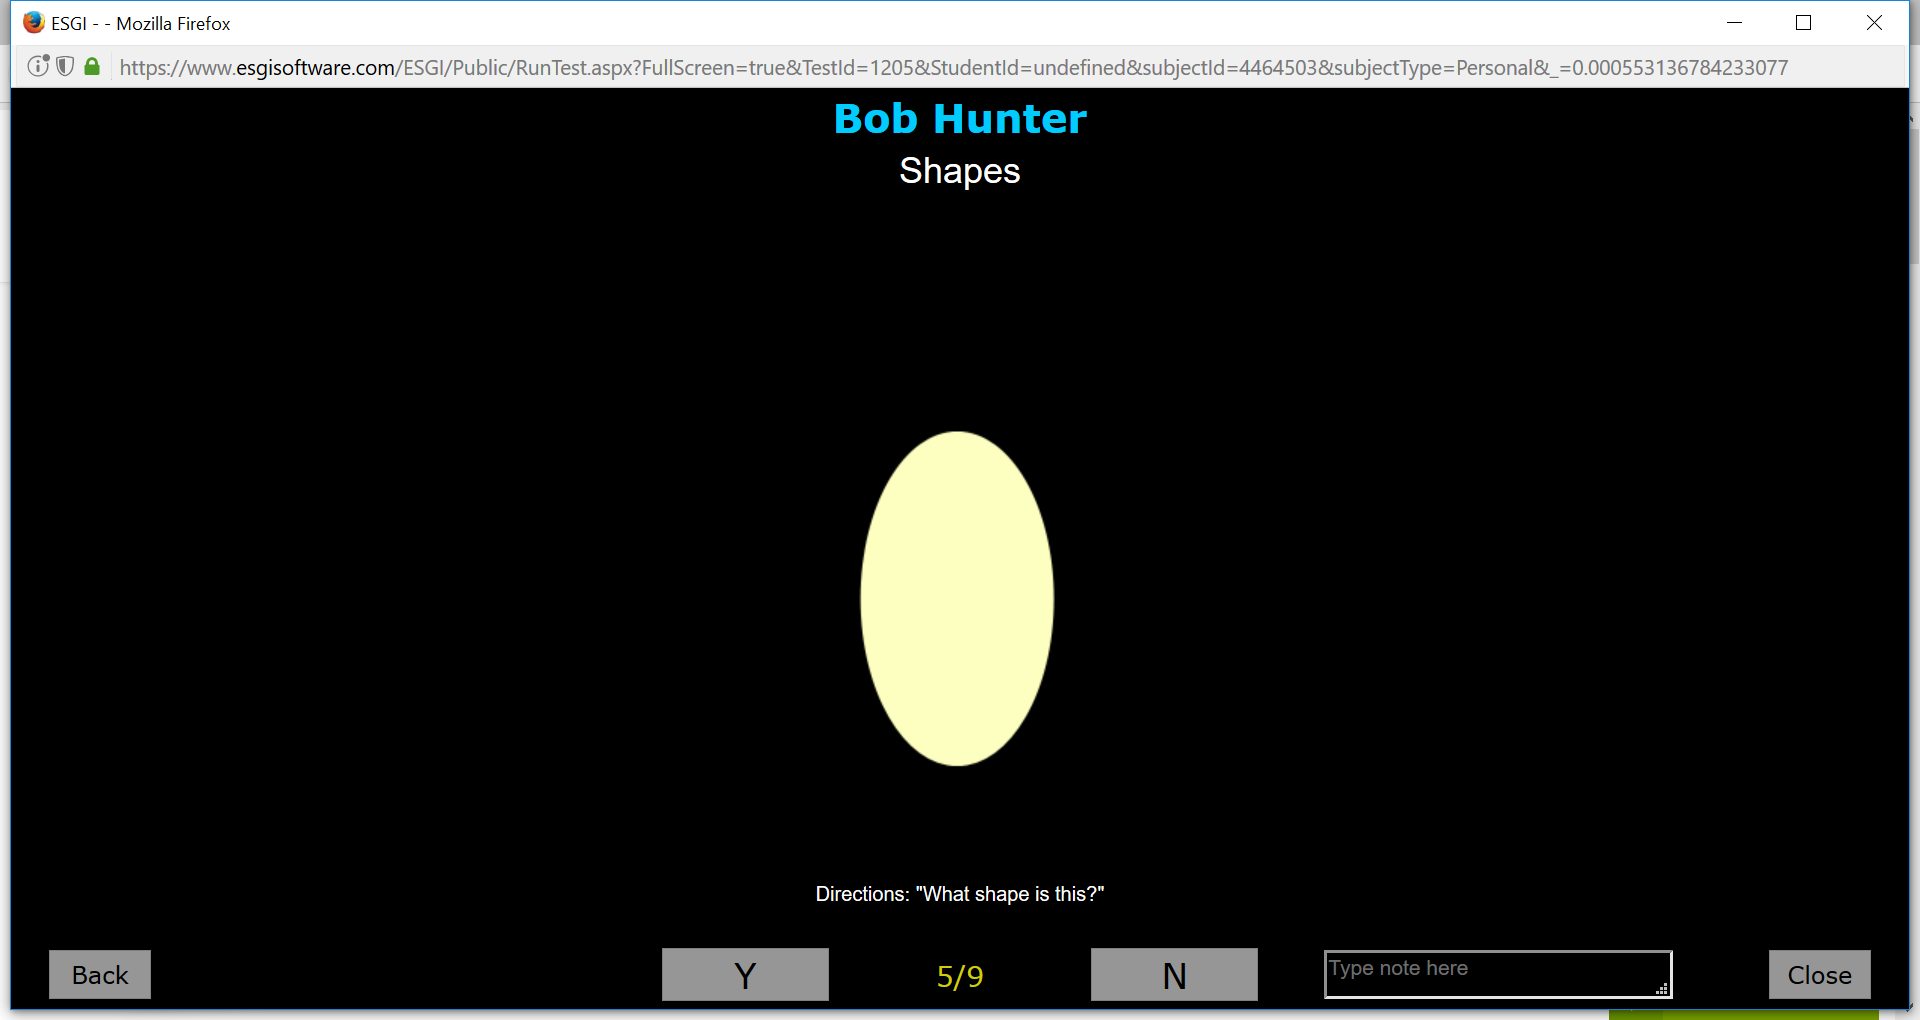 ESGI - - Mozilla Firefox
https://www.esgisoftware.com/ESGI/Public/RunTest.aspx?FullScreen=true&TestId=1205&StudentId=undefined&subjectId=4464503&subjectType=Personal&_=0.000553136784233077
Bob Hunter
Shapes
Directions: "What shape is this?"
Back Y 5/9 N Type note here Close